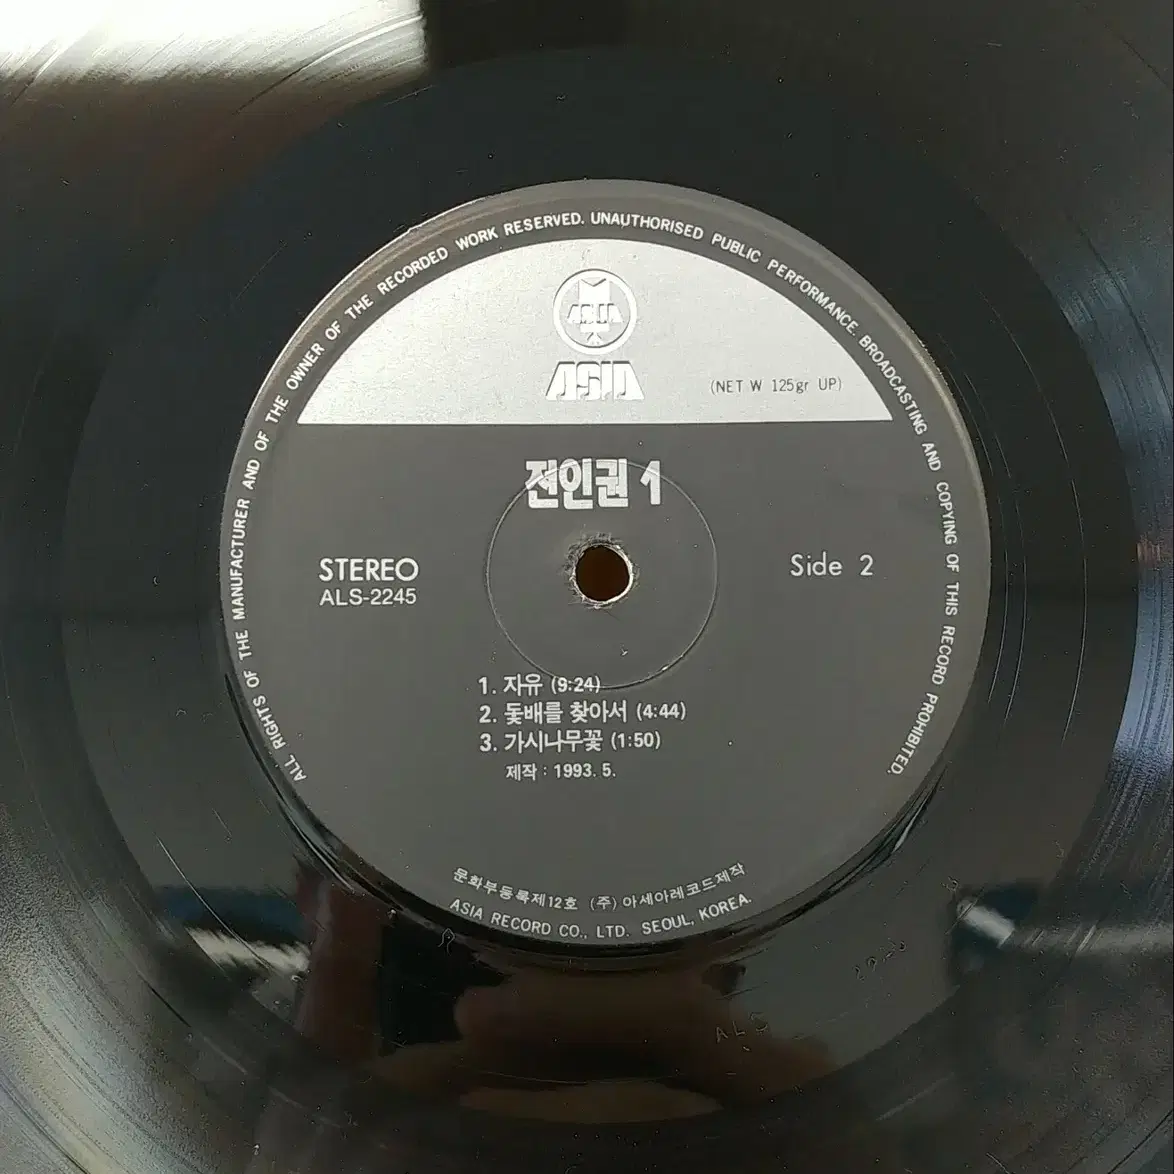 ALL RIGHTS OF THE MANUFACTURER AND OF THE OWNER OF THE RECORDED WORK RESERVED. UNAUTHORISED PUBLIC PERFORMANCE. BROADCASTING AND COPYING OF THIS RECORD PROHIBITED.
ASIA
ASIA
(NET W 125gr UP)
전인권 1
STEREO
ALS-2245
Side 2
1. 자유 (9:24)
2. 돛배를 찾아서 (4:44)
3. 가시나무꽃 (1:50)
제작 : 1993. 5.
문화부등록제12호 (주)아세아레코드제작
ASIA RECORD CO., LTD. SEOUL, KOREA.
ALS